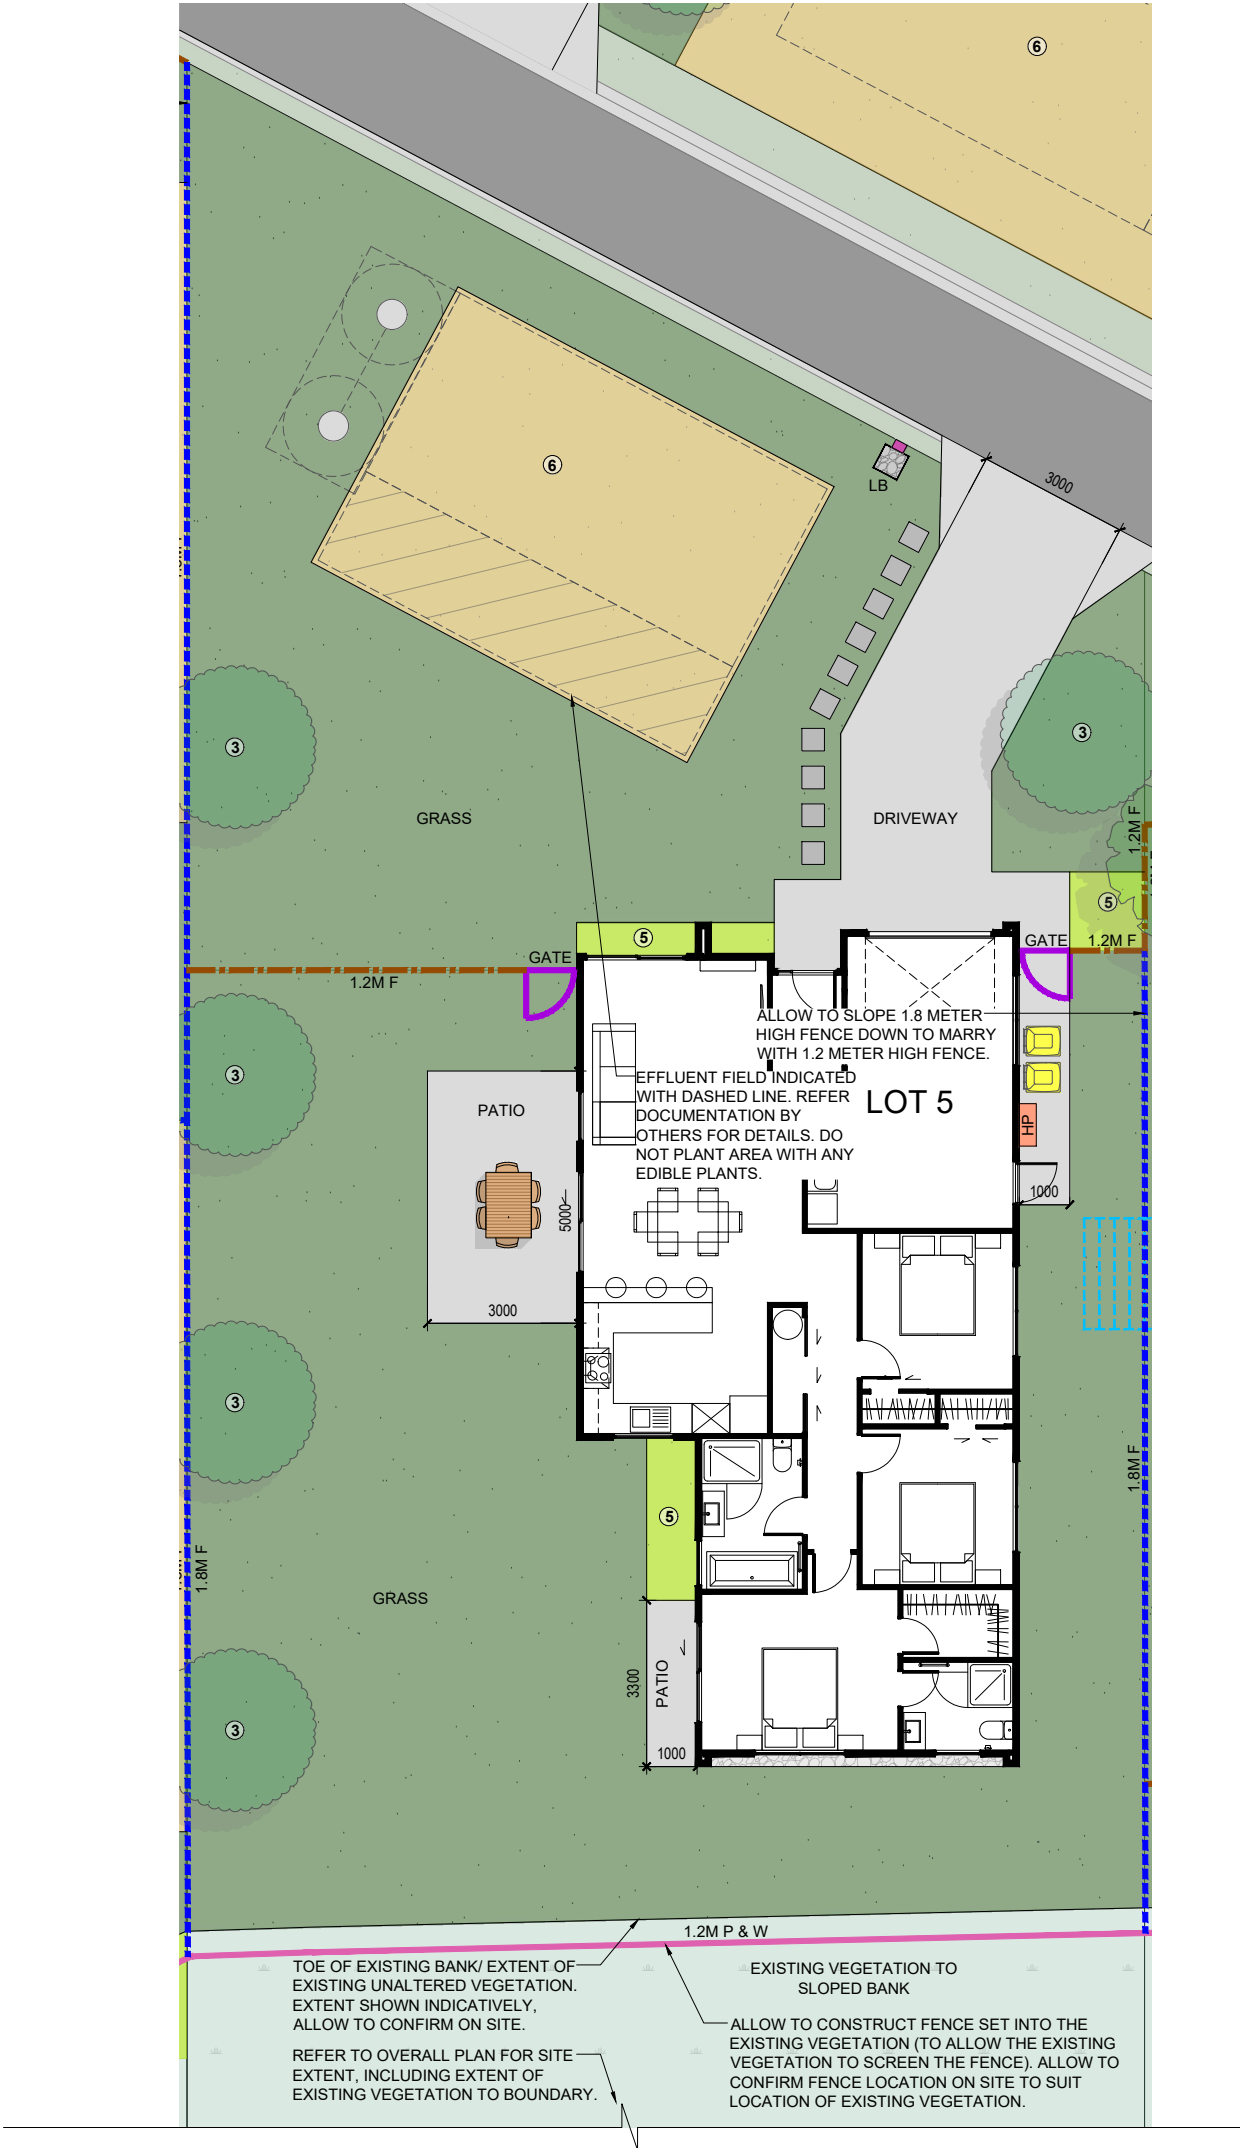 6
3000
6
LB
3
3
GRASS
DRIVEWAY
1.2M F
5
5
GATE
GATE
1.2M F
1.2M F
ALLOW TO SLOPE 1.8 METER
HIGH FENCE DOWN TO MARRY
WITH 1.2 METER HIGH FENCE.
3
EFFLUENT FIELD INDICATED
WITH DASHED LINE. REFER
DOCUMENTATION BY
OTHERS FOR DETAILS. DO
NOT PLANT AREA WITH ANY
EDIBLE PLANTS.
LOT 5
PATIO
HP
1000
5000
3000
3
1.8M F
5
1.8M F
GRASS
3300
PATIO
3
1000
1.2M P & W
TOE OF EXISTING BANK/ EXTENT OF
EXISTING UNALTERED VEGETATION.
EXTENT SHOWN INDICATIVELY,
ALLOW TO CONFIRM ON SITE.
EXISTING VEGETATION TO
SLOPED BANK
REFER TO OVERALL PLAN FOR SITE
EXTENT, INCLUDING EXTENT OF
EXISTING VEGETATION TO BOUNDARY.
ALLOW TO CONSTRUCT FENCE SET INTO THE
EXISTING VEGETATION (TO ALLOW THE EXISTING
VEGETATION TO SCREEN THE FENCE). ALLOW TO
CONFIRM FENCE LOCATION ON SITE TO SUIT
LOCATION OF EXISTING VEGETATION.